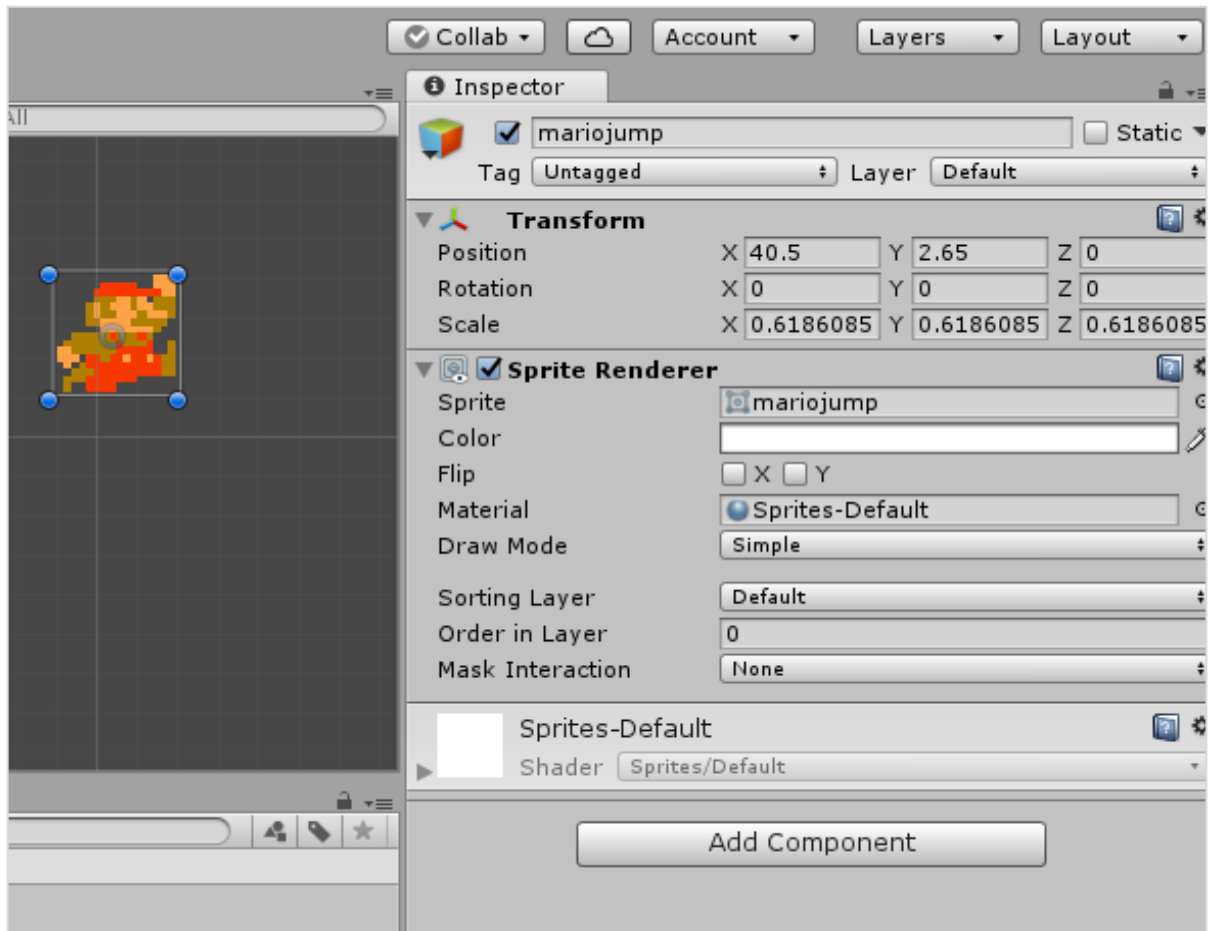 Collab Account Layers Layout
Inspector
All
mariojump Static
Tag Untagged Layer Default
Transform
Position X 40.5 Y 2.65 Z 0
Rotation X 0 Y 0 Z 0
Scale X 0.6186085 Y 0.6186085 Z 0.6186085
Sprite Renderer
Sprite mariojump
Color
Flip X Y
Material Sprites-Default
Draw Mode Simple
Sorting Layer Default
Order in Layer 0
Mask Interaction None
Sprites-Default
Shader Sprites/Default
Add Component